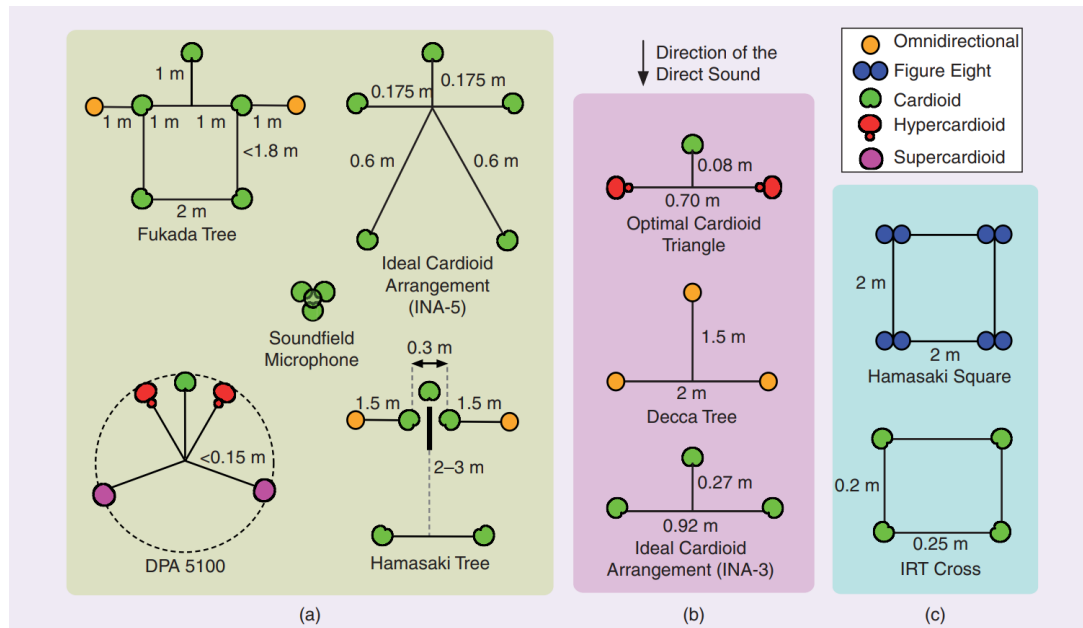 1 m
1 m
1 m
1 m
1 m
<1.8 m
2 m
Fukada Tree
0.175 m
0.175 m
0.6 m
0.6 m
Ideal Cardioid
Arrangement
(INA-5)
Soundfield
Microphone
<0.15 m
DPA 5100
0.3 m
1.5 m
1.5 m
2–3 m
Hamasaki Tree
(a)
Direction of the
Direct Sound
0.08 m
0.70 m
Optimal Cardioid
Triangle
1.5 m
2 m
Decca Tree
0.27 m
0.92 m
Ideal Cardioid
Arrangement (INA-3)
(b)
Omnidirectional
Figure Eight
Cardioid
Hypercardioid
Supercardioid
2 m
2 m
Hamasaki Square
0.2 m
0.25 m
IRT Cross
(c)